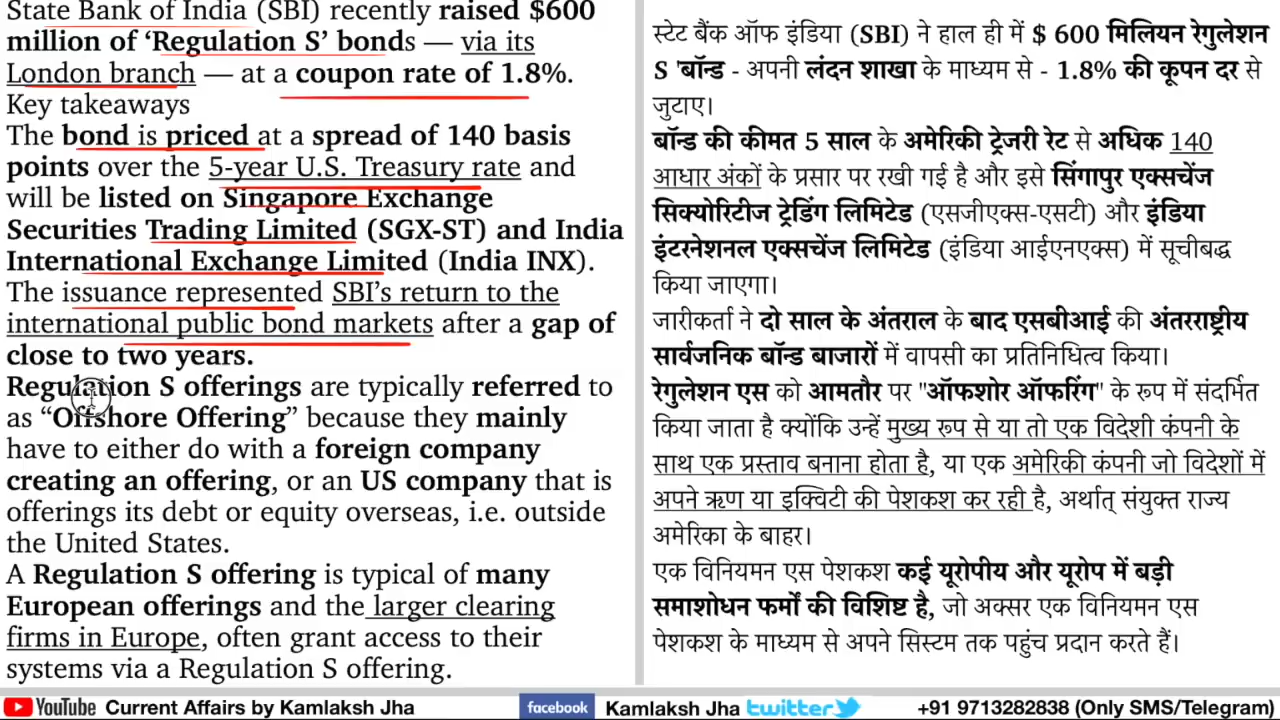 State Bank of India (SBI) recently raised $600
million of ‘Regulation S’ bonds — via its
London branch — at a coupon rate of 1.8%.
Key takeaways
The bond is priced at a spread of 140 basis
points over the 5-year U.S. Treasury rate and
will be listed on Singapore Exchange
Securities Trading Limited (SGX-ST) and India
International Exchange Limited (India INX).
The issuance represented SBI’s return to the
international public bond markets after a gap of
close to two years.
Regulation S offerings are typically referred to
as “Offshore Offering” because they mainly
have to either do with a foreign company
creating an offering, or an US company that is
offerings its debt or equity overseas, i.e. outside
the United States.
A Regulation S offering is typical of many
European offerings and the larger clearing
firms in Europe, often grant access to their
systems via a Regulation S offering.
स्टेट बैंक ऑफ इंडिया (SBI) ने हाल ही में $ 600 मिलियन रेगुलेशन
S 'बॉन्ड - अपनी लंदन शाखा के माध्यम से - 1.8% की कूपन दर से
जुटाए।
बॉन्ड की कीमत 5 साल के अमेरिकी ट्रेजरी रेट से अधिक 140
आधार अंकों के प्रसार पर रखी गई है और इसे सिंगापुर एक्सचेंज
सिक्योरिटीज ट्रेडिंग लिमिटेड (एसजीएक्स-एसटी) और इंडिया
इंटरनेशनल एक्सचेंज लिमिटेड (इंडिया आईएनएक्स) में सूचीबद्ध
किया जाएगा।
जारीकर्ता ने दो साल के अंतराल के बाद एसबीआई की अंतरराष्ट्रीय
सार्वजनिक बॉन्ड बाजारों में वापसी का प्रतिनिधित्व किया।
रेगुलेशन एस को आमतौर पर "ऑफशोर ऑफरिंग" के रूप में संदर्भित
किया जाता है क्योंकि उन्हें मुख्य रूप से या तो एक विदेशी कंपनी के
साथ एक प्रस्ताव बनाना होता है, या एक अमेरिकी कंपनी जो विदेशों में
अपने ऋण या इक्विटी की पेशकश कर रही है, अर्थात् संयुक्त राज्य
अमेरिका के बाहर।
एक विनियमन एस पेशकश कई यूरोपीय और यूरोप में बड़ी
समाशोधन फर्मों की विशिष्ट है, जो अक्सर एक विनियमन एस
पेशकश के माध्यम से अपने सिस्टम तक पहुंच प्रदान करते हैं।
YouTube Current Affairs by Kamlaksh Jha facebook Kamlaksh Jha twitter +91 9713282838 (Only SMS/Telegram)